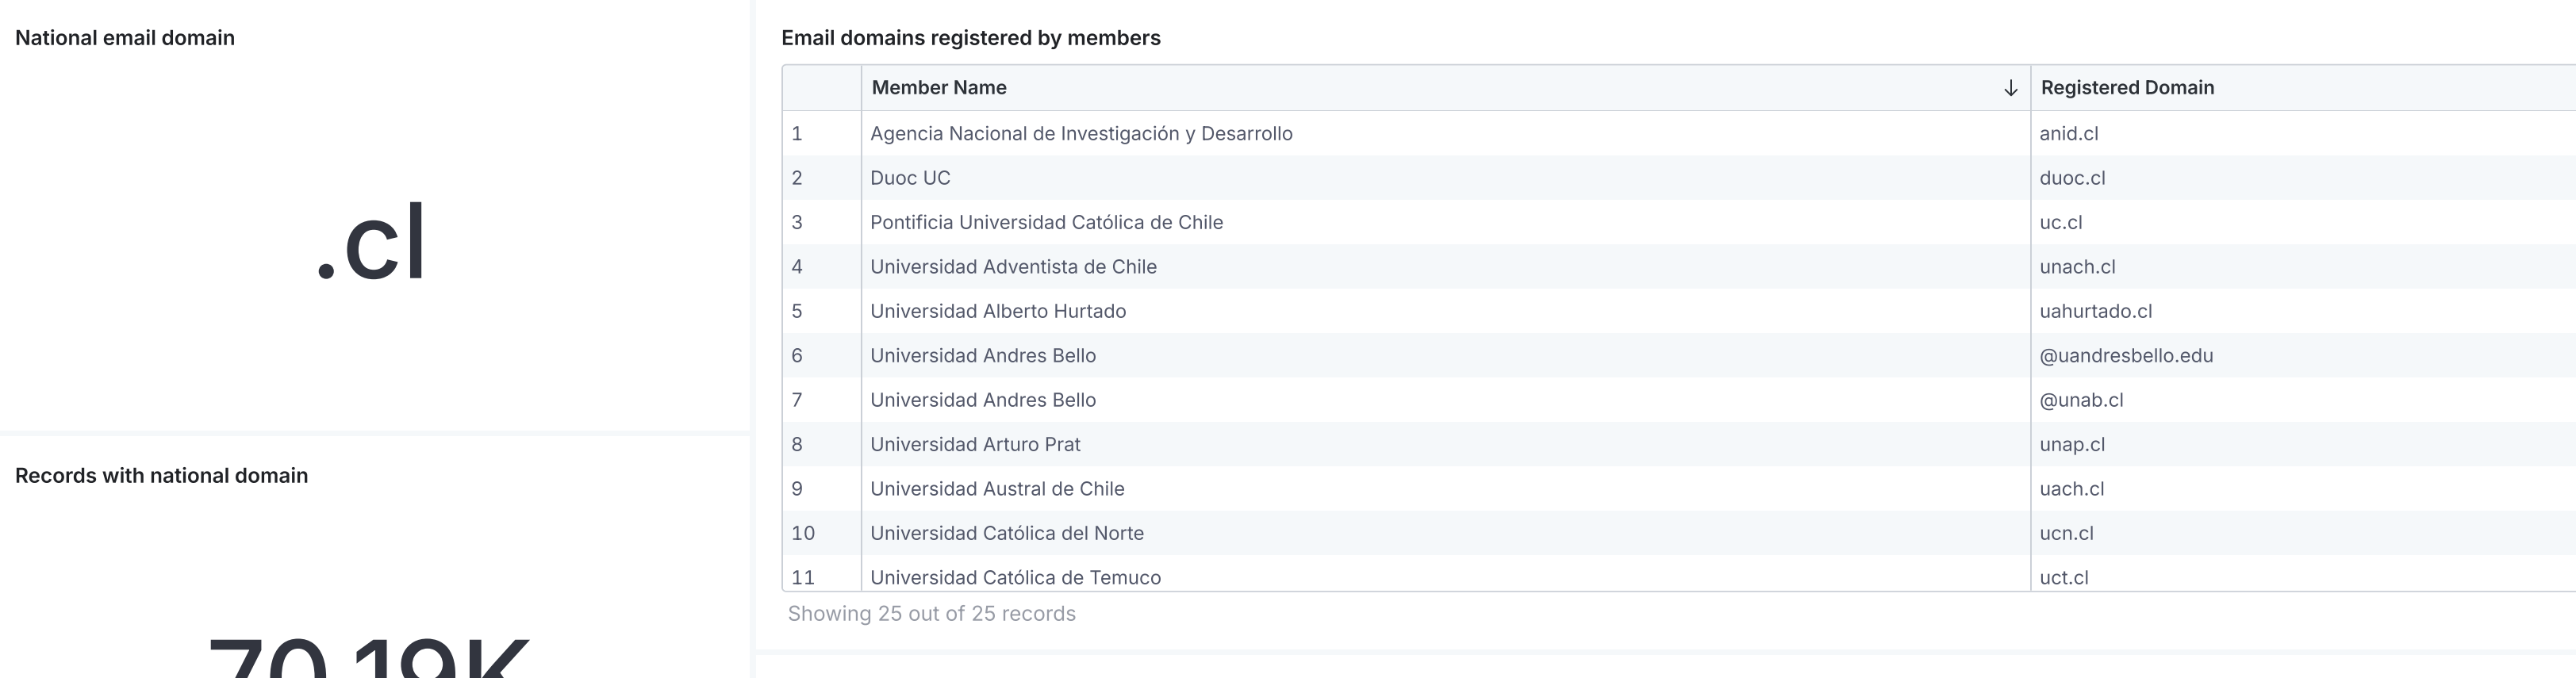 National email domain
.cl
Records with national domain
70.19K
Email domains registered by members
Member Name ↓ Registered Domain
1 Agencia Nacional de Investigación y Desarrollo anid.cl
2 Duoc UC duoc.cl
3 Pontificia Universidad Católica de Chile uc.cl
4 Universidad Adventista de Chile unach.cl
5 Universidad Alberto Hurtado uahurtado.cl
6 Universidad Andres Bello @uandresbello.edu
7 Universidad Andres Bello @unab.cl
8 Universidad Arturo Prat unap.cl
9 Universidad Austral de Chile uach.cl
10 Universidad Católica del Norte ucn.cl
11 Universidad Católica de Temuco uct.cl
Showing 25 out of 25 records